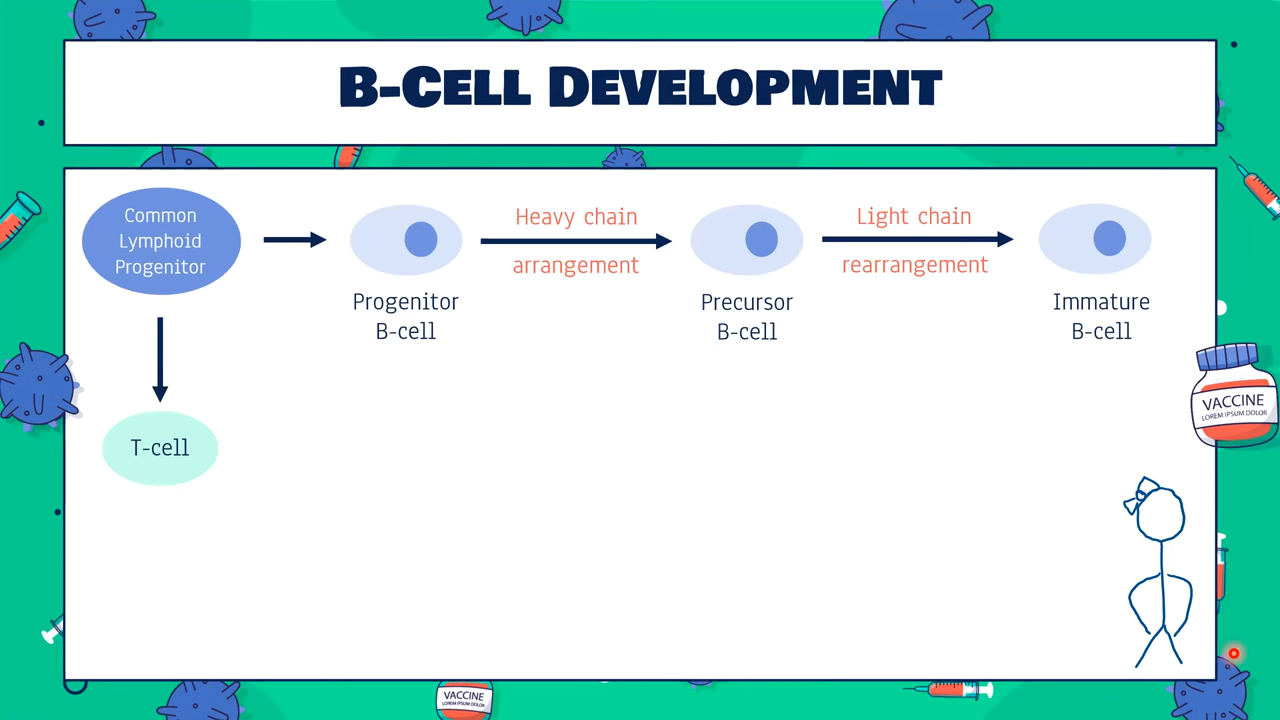 B-CELL DEVELOPMENT
Common
Lymphoid
Progenitor
Heavy chain
arrangement
Light chain
rearrangement
Progenitor
B-cell
Precursor
B-cell
Immature
B-cell
T-cell
VACCINE
LOREM IPSUM DOLOR
VACCINE
LOREM IPSUM DOLOR